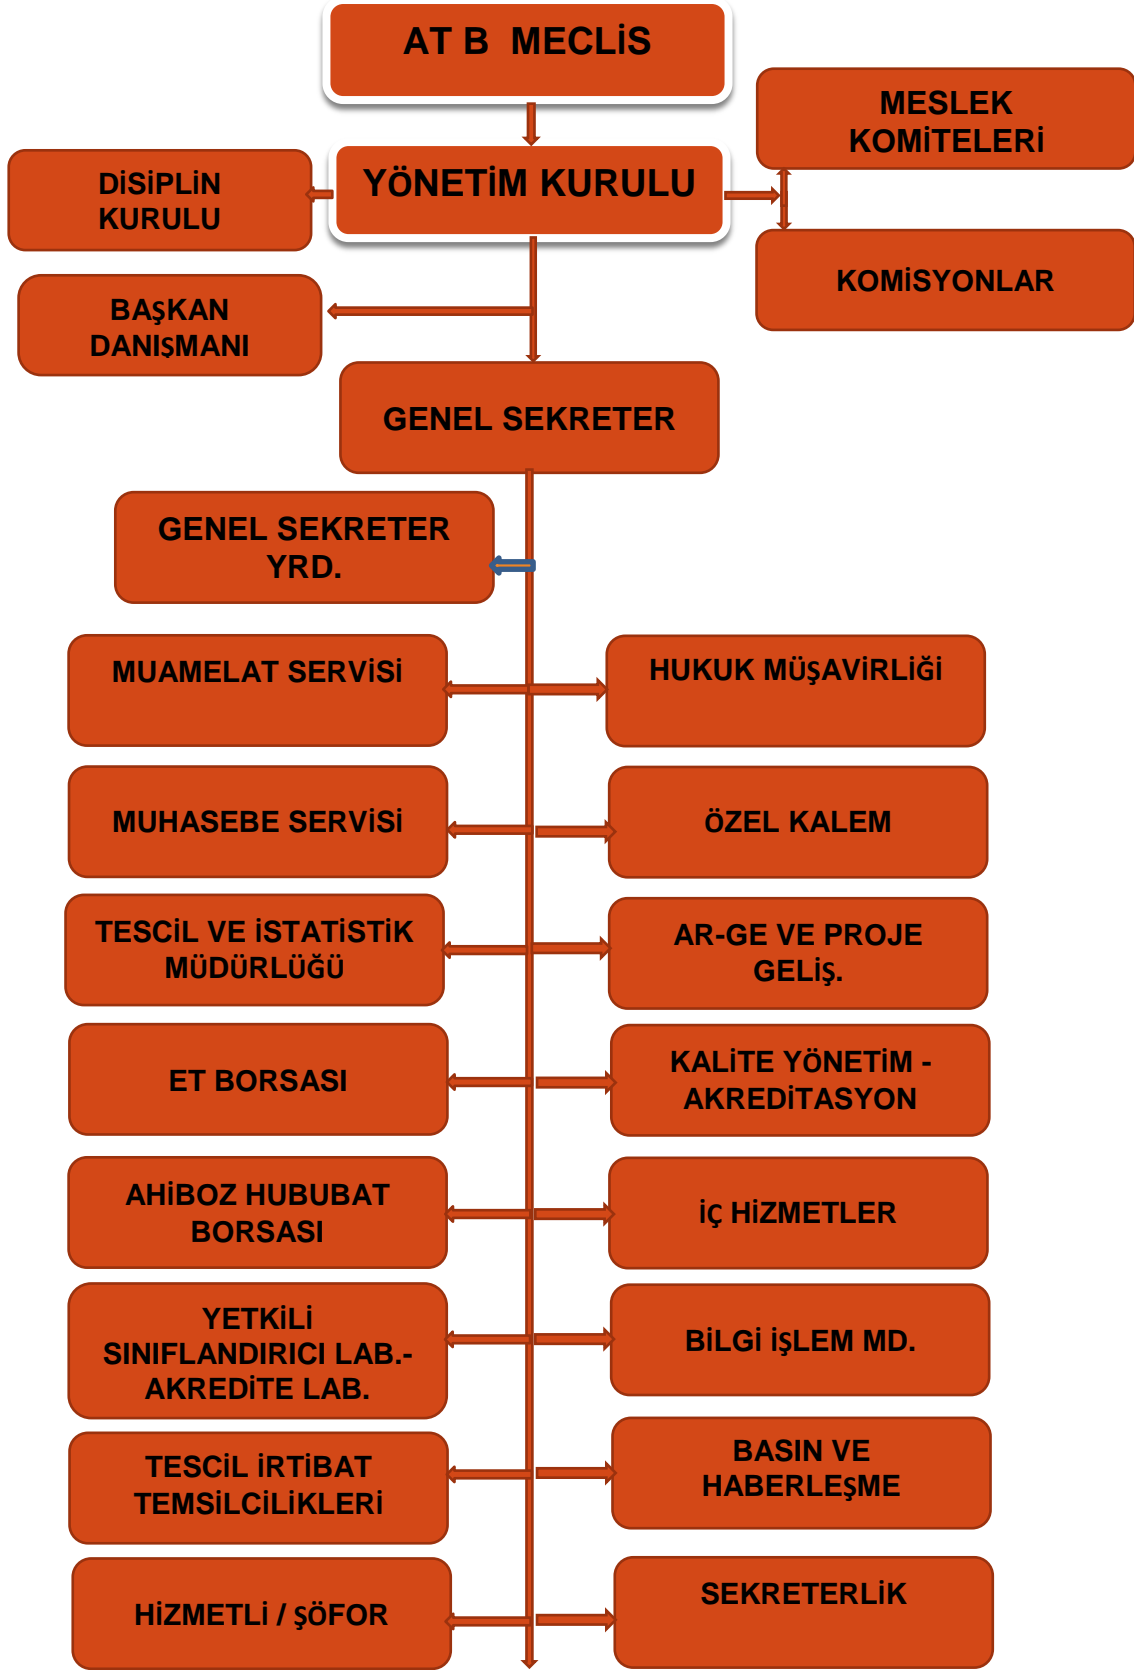 AT B MECLİS
MESLEK
KOMİTELERİ
DİSİPLİN
KURULU
YÖNETİM KURULU
KOMİSYONLAR
BAŞKAN
DANIŞMANI
GENEL SEKRETER
GENEL SEKRETER
YRD.
MUAMELAT SERVİSİ
HUKUK MÜŞAVİRLİĞİ
MUHASEBE SERVİSİ
ÖZEL KALEM
TESCİL VE İSTATİSTİK
MÜDÜRLÜĞÜ
AR-GE VE PROJE
GELİŞ.
ET BORSASI
KALİTE YÖNETİM -
AKREDİTASYON
AHİBOZ HUBUBAT
BORSASI
İÇ HİZMETLER
YETKİLİ
SINIFLANDIRICI LAB.-
AKREDİTE LAB.
BİLGİ İŞLEM MD.
TESCİL İRTİBAT
TEMSİLCİLİKLERİ
BASIN VE
HABERLEŞME
HİZMETLİ / ŞÖFOR
SEKRETERLİK